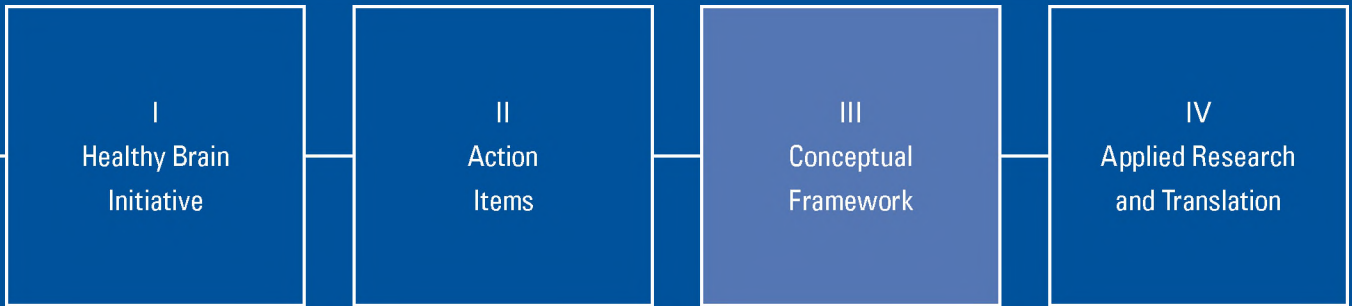 I
Healthy Brain
Initiative
II
Action
Items
III
Conceptual
Framework
IV
Applied Research
and Translation